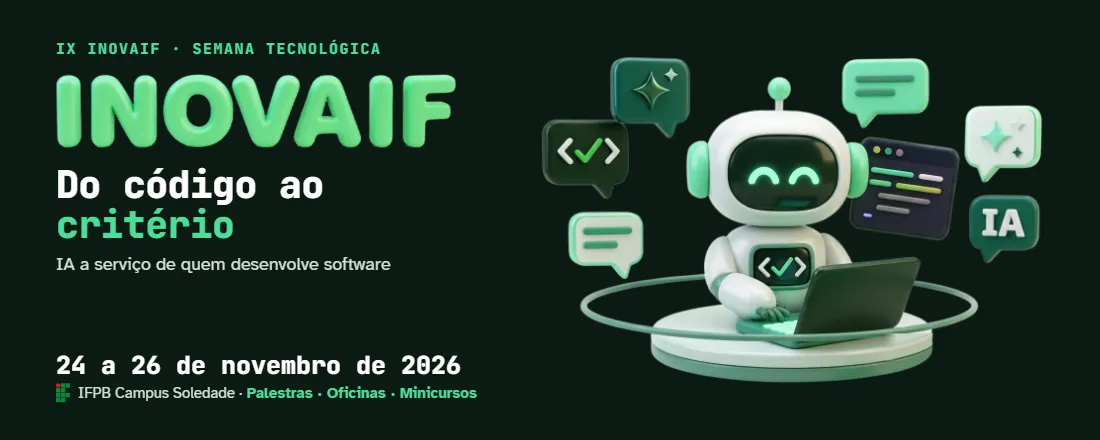 IX INOVAIF · SEMANA TECNOLÓGICA
INOVAIF
Do código ao
critério
IA a serviço de quem desenvolve software
24 a 26 de novembro de 2026
IFPB Campus Soledade · Palestras · Oficinas · Minicursos
IA